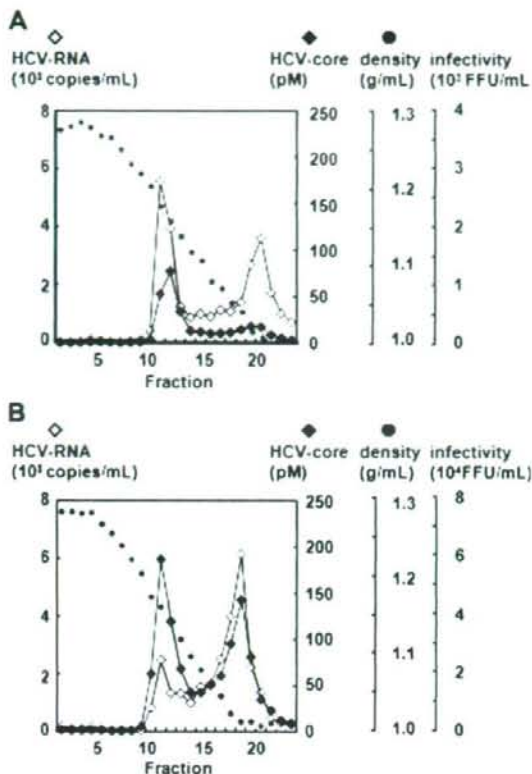 A
HCV-RNA HCV-core density infectivity
(10³ copies/mL) (pM) (g/mL) (10² FFU/mL
8 250 1.3 4
200
6 3
150 1.2
4 2
100
1.1
2 1
50
0 0 1.0 0
5 10 15 20
Fraction
B
HCV-RNA HCV-core density infectivity
(pM) (g/mL) (10⁴FFU/mL)
8 250 1.3 8
200
6 6
1.2
150
4 4
100
1.1
2 2
50
0 0 1.0 0
5 10 15 20
Fraction